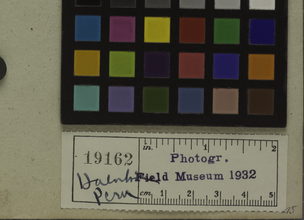 in. 1 2
19162 Photogr.
Field Museum 1932
Peru
cm. 1 2 3 4 5